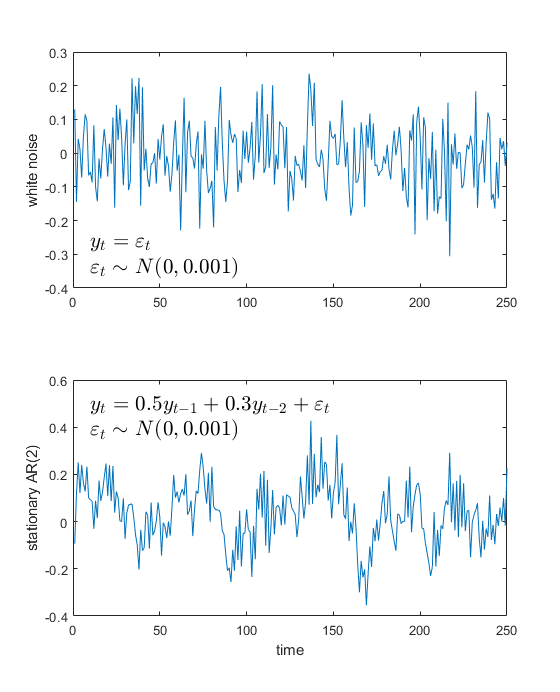 0.3
0.2
0.1
0
-0.1
-0.2
-0.3
-0.4
white noise
y_t = ε_t
ε_t ∼ N(0, 0.001)
0 50 100 150 200 250
0.6
0.4
0.2
0
-0.2
-0.4
stationary AR(2)
y_t = 0.5y_{t−1} + 0.3y_{t−2} + ε_t
ε_t ∼ N(0, 0.001)
0 50 100 150 200 250
time